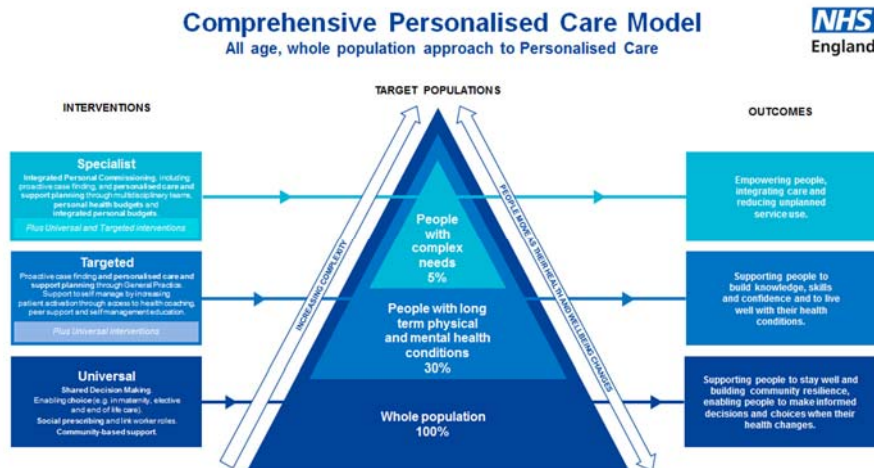 Comprehensive Personalised Care Model
All age, whole population approach to Personalised Care
NHS
England
INTERVENTIONS
TARGET POPULATIONS
OUTCOMES
Specialist
Integrated Personal Commissioning, including
proactive case finding, and personalised care and
support planning through multidisciplinary teams,
personal health budgets and
integrated personal budgets.
Plus Universal and Targeted interventions
Targeted
Proactive case finding and personalised care and
support planning through General Practice.
Support to self manage by increasing
patient activation through access to health coaching,
peer support and self management education.
Plus Universal interventions
Universal
Shared Decision Making.
Enabling choice (e.g. in maternity, elective
and end of life care).
Social prescribing and link worker roles.
Community-based support.
INCREASING COMPLEXITY
People
with
complex
needs
5%
People with long
term physical
and mental health
conditions
30%
Whole population
100%
PEOPLE MOVE AS THEIR HEALTH AND WELLBEING CHANGES
Empowering people,
integrating care and
reducing unplanned
service use.
Supporting people to
build knowledge, skills
and confidence and to live
well with their health
conditions.
Supporting people to stay well and
building community resilience,
enabling people to make informed
decisions and choices when their
health changes.